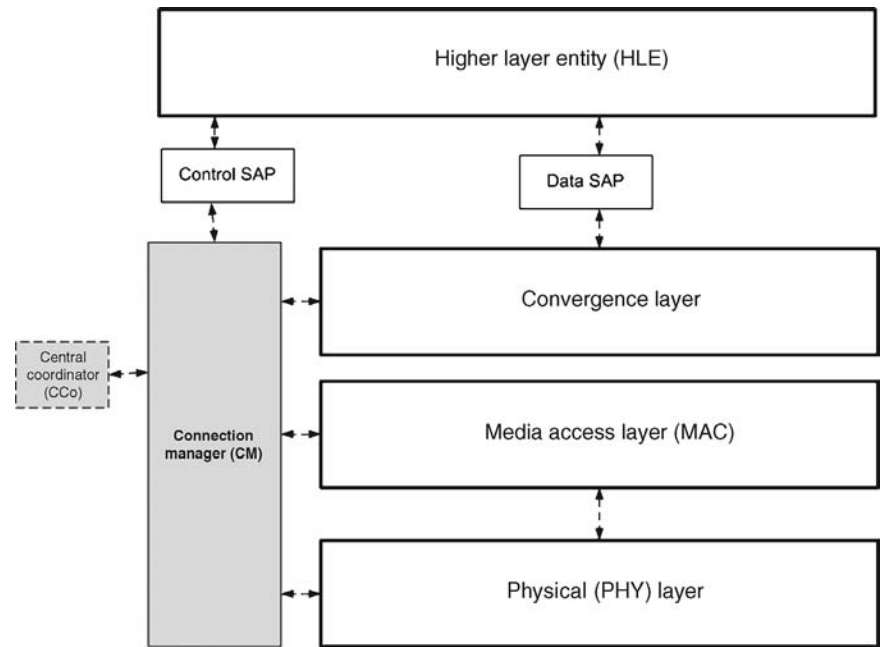 Higher layer entity (HLE)
Control SAP
Data SAP
Convergence layer
Central
coordinator
(CCo)
Media access layer (MAC)
Connection
manager (CM)
Physical (PHY) layer